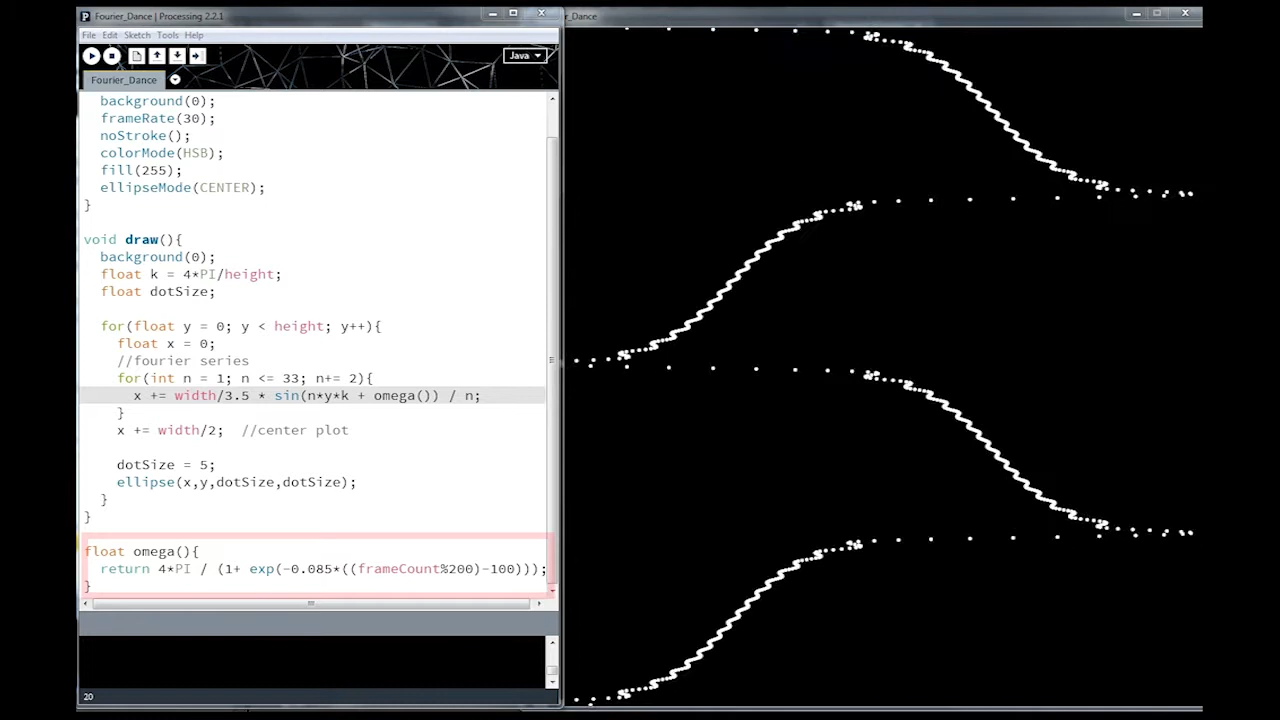 Fourier_Dance | Processing 2.2.1
_Dance
File Edit Sketch Tools Help
Java
Fourier_Dance
background(0);
frameRate(30);
noStroke();
colorMode(HSB);
fill(255);
ellipseMode(CENTER);
}
void draw(){
background(0);
float k = 4*PI/height;
float dotSize;
for(float y = 0; y < height; y++){
float x = 0;
//fourier series
for(int n = 1; n <= 33; n+= 2){
x += width/3.5 * sin(n*y*k + omega()) / n;
}
x += width/2;  //center plot
dotSize = 5;
ellipse(x,y,dotSize,dotSize);
}
}
float omega(){
return 4*PI / (1+ exp(-0.085*((frameCount%200)-100)));
}
20